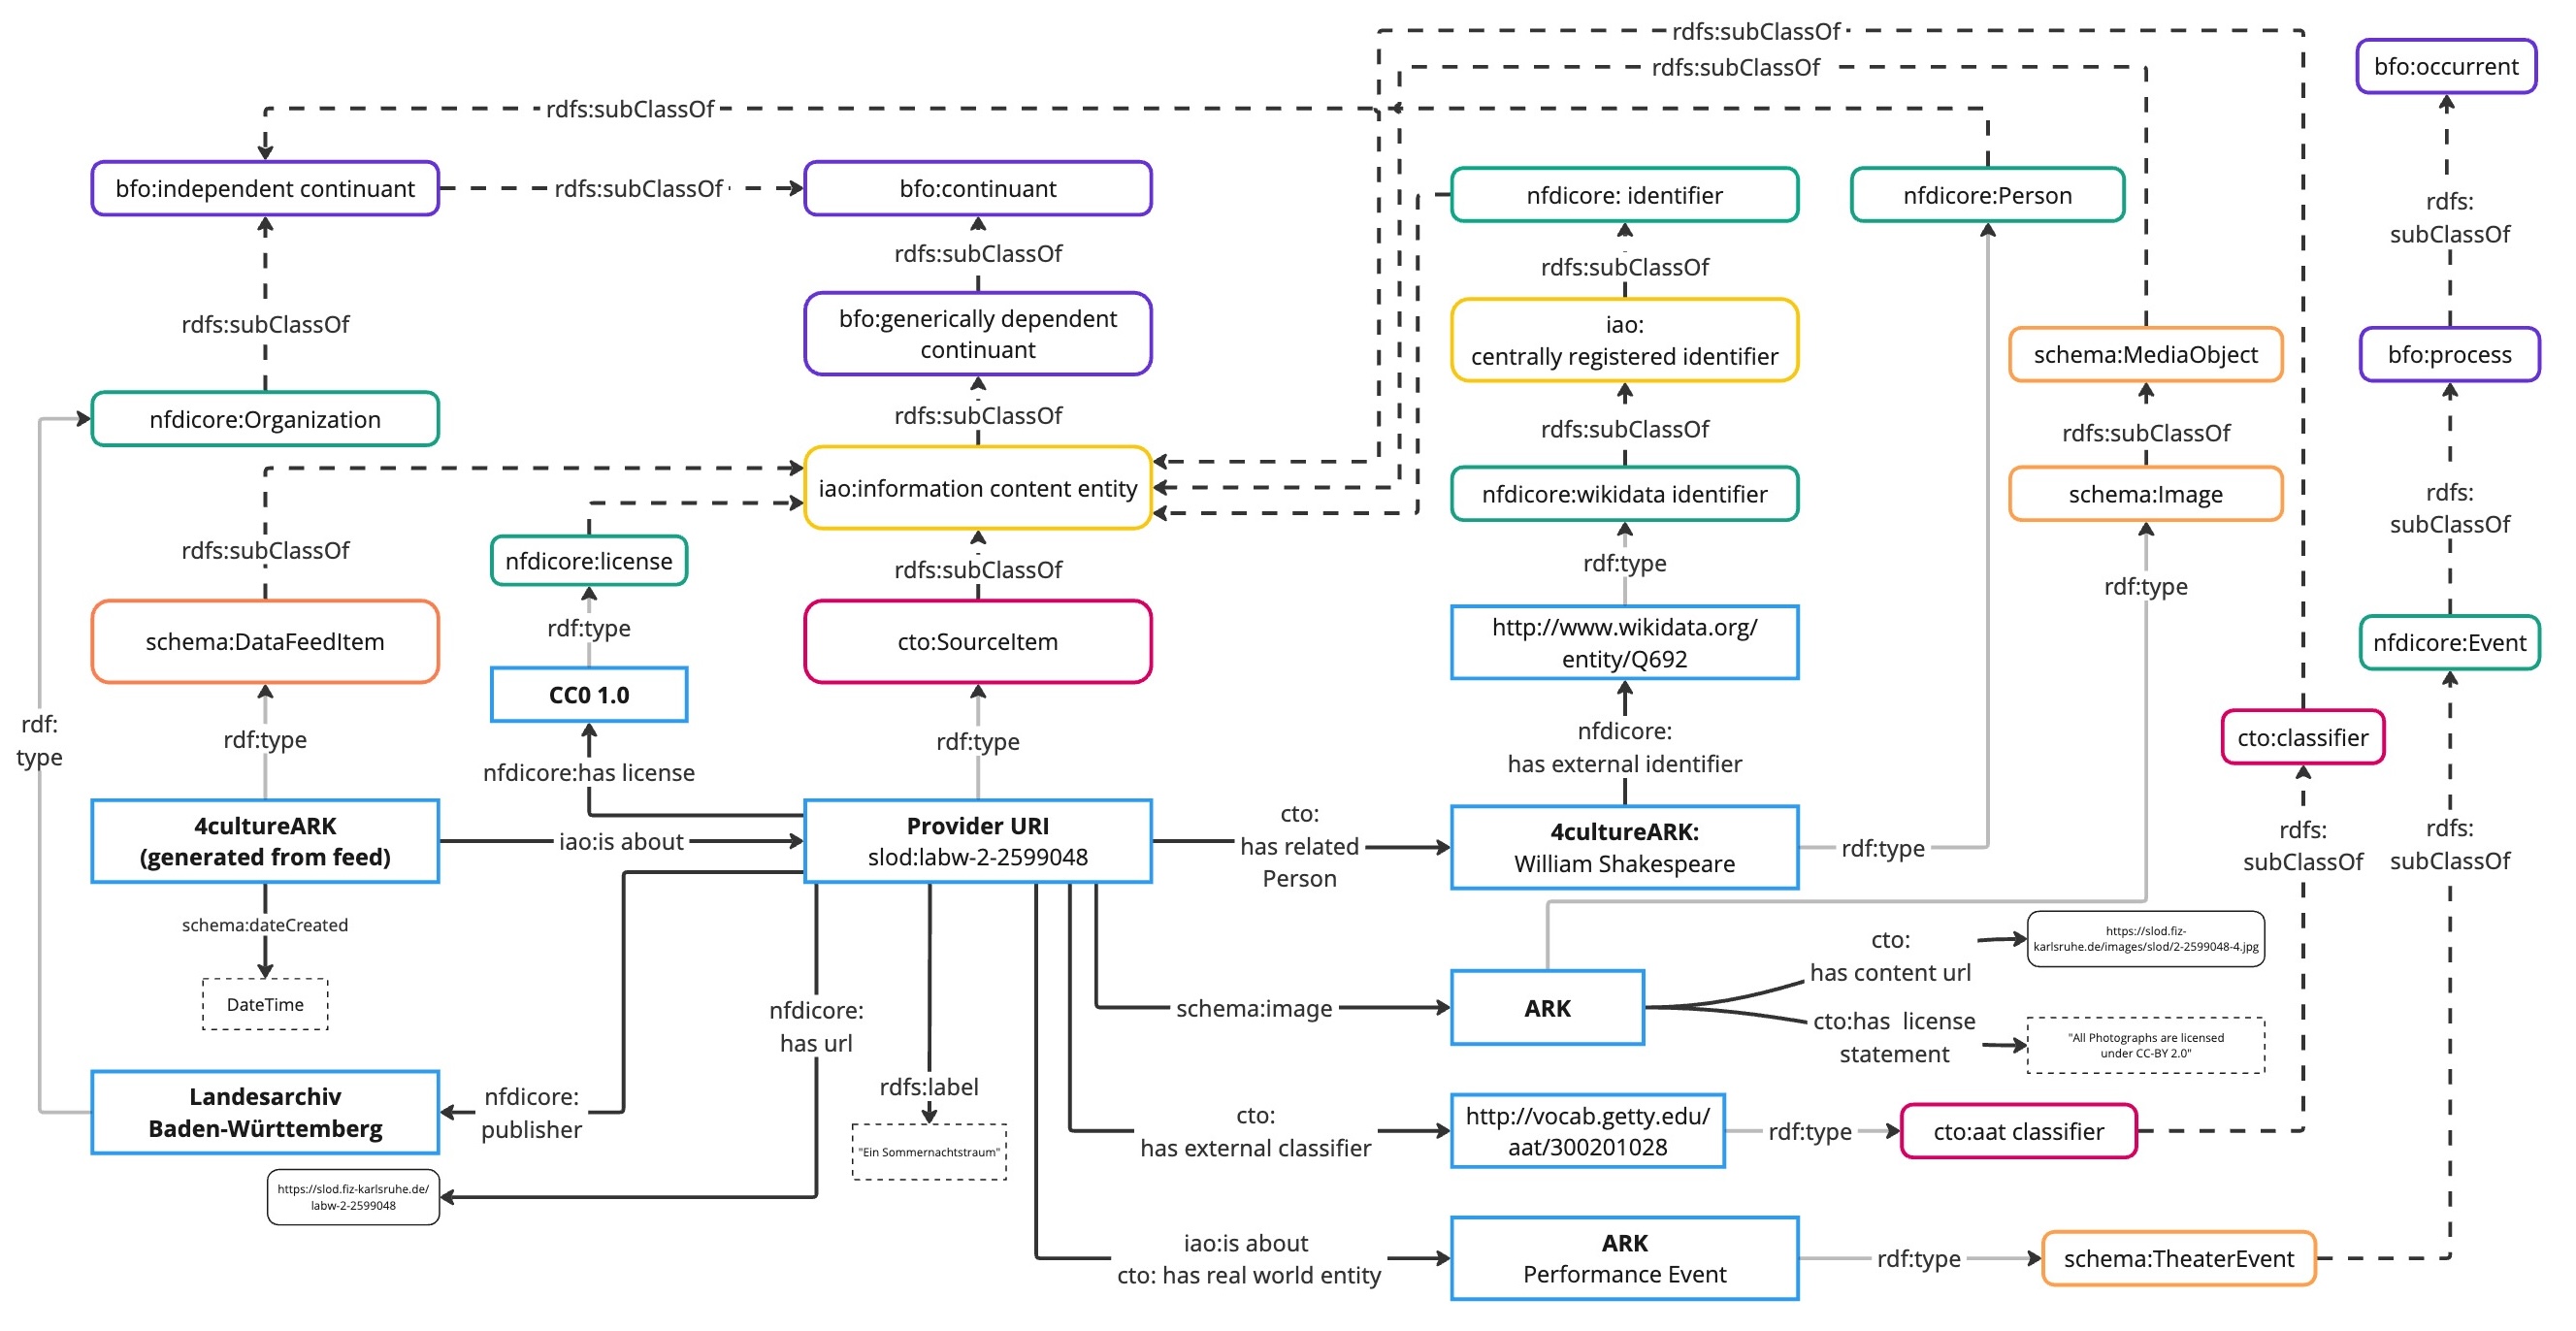 rdfs:subClassOf
rdfs:subClassOf
bfo:occurrent
rdfs:subClassOf
bfo:independent continuant
rdfs:subClassOf
bfo:continuant
nfdicore: identifier
nfdicore:Person
rdfs:
subClassOf
rdfs:subClassOf
rdfs:subClassOf
rdfs:subClassOf
bfo:generically dependent
continuant
iao:
centrally registered identifier
schema:MediaObject
bfo:process
nfdicore:Organization
rdfs:subClassOf
rdfs:subClassOf
rdfs:subClassOf
iao:information content entity
nfdicore:wikidata identifier
schema:Image
rdfs:
subClassOf
rdfs:subClassOf
nfdicore:license
rdfs:subClassOf
rdf:type
rdf:type
schema:DataFeedItem
rdf:type
cto:SourceItem
http://www.wikidata.org/
entity/Q692
nfdicore:Event
CC0 1.0
rdf:
type
rdf:type
rdf:type
nfdicore:
has external identifier
cto:classifier
nfdicore:has license
4cultureARK
(generated from feed)
iao:is about
Provider URI
slod:labw-2-2599048
cto:
has related
Person
4cultureARK:
William Shakespeare
rdf:type
rdfs:
subClassOf
rdfs:
subClassOf
schema:dateCreated
DateTime
nfdicore:
has url
cto:
has content url
https://slod.fiz-
karlsruhe.de/images/slod/2-2599048-4.jpg
schema:image
ARK
cto:has  license
statement
"All Photographs are licensed
under CC-BY 2.0"
Landesarchiv
Baden-Württemberg
nfdicore:
publisher
rdfs:label
"Ein Sommernachtstraum"
cto:
has external classifier
http://vocab.getty.edu/
aat/300201028
rdf:type
cto:aat classifier
https://slod.fiz-karlsruhe.de/
labw-2-2599048
iao:is about
cto: has real world entity
ARK
Performance Event
rdf:type
schema:TheaterEvent